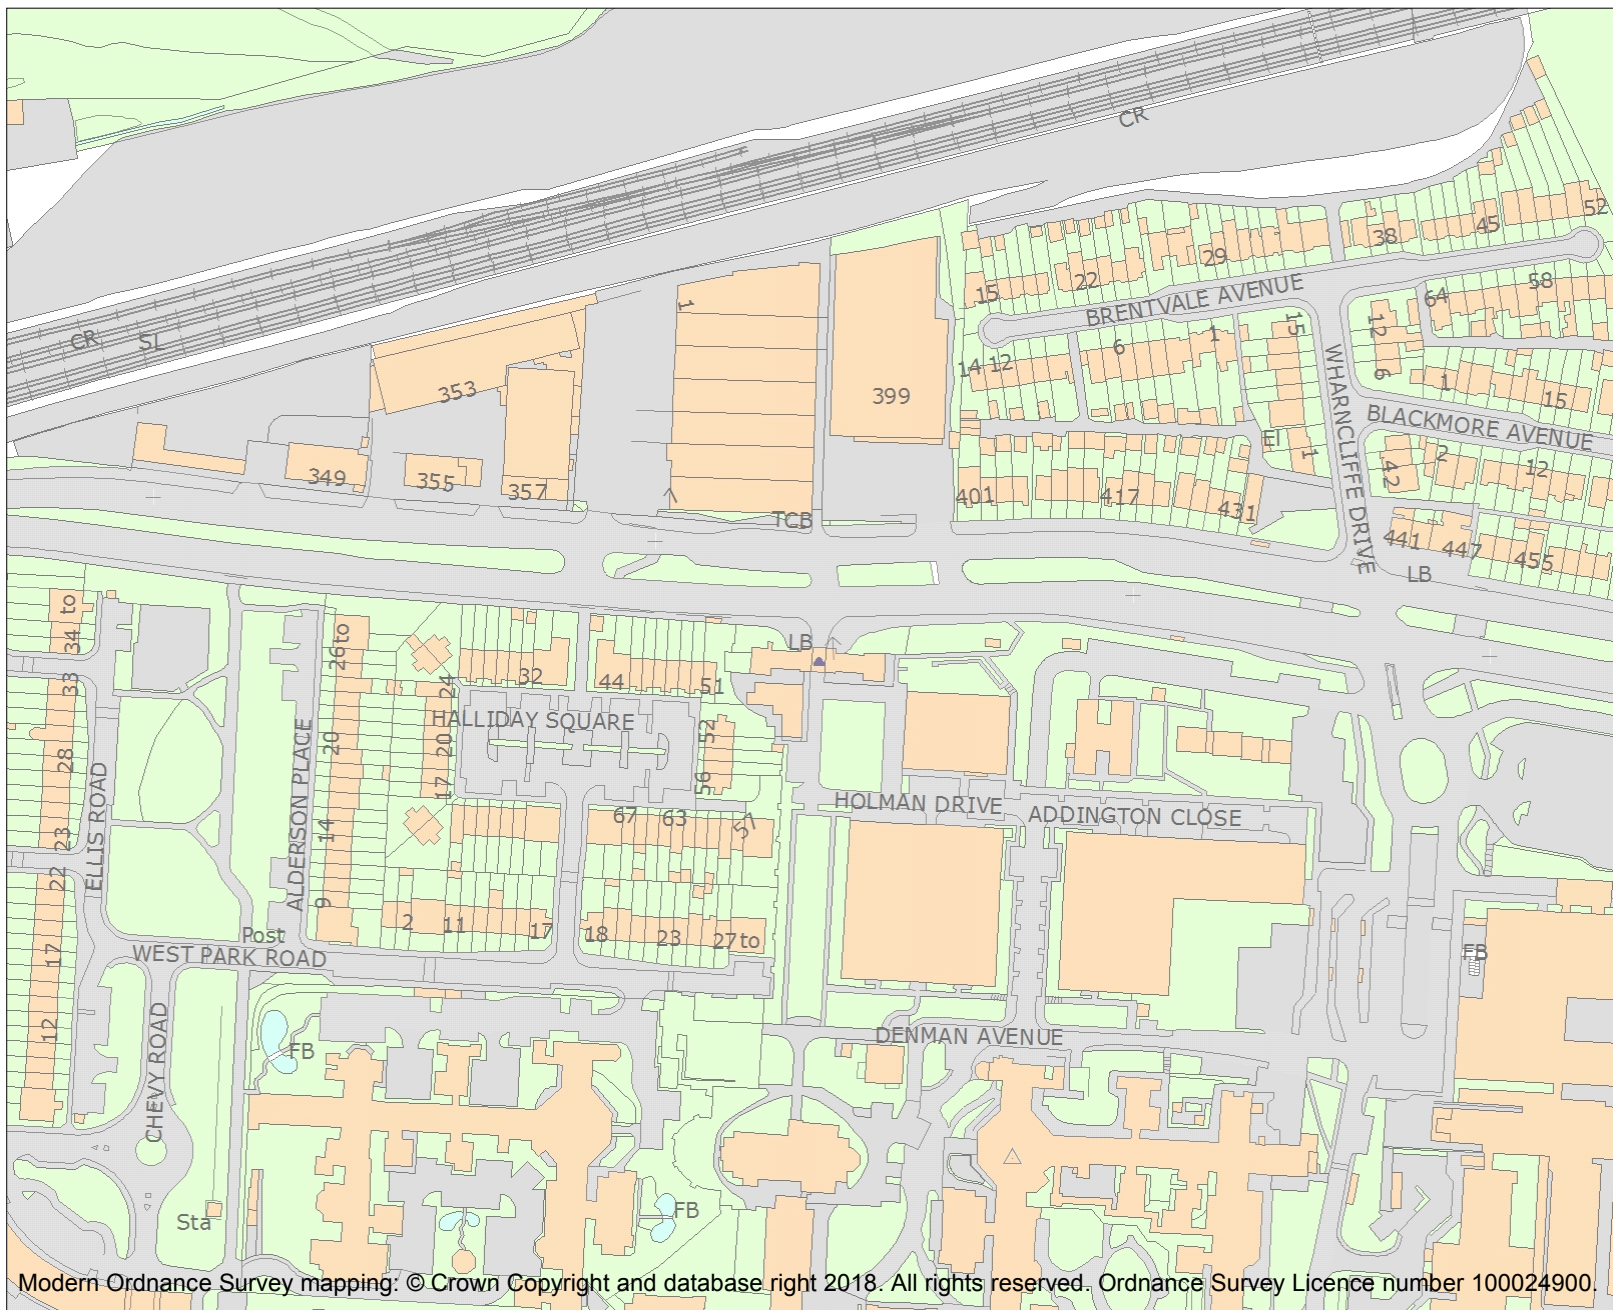 CR
52
45
38
29
22
15
BRENTVALE AVENUE
58
64
1
CR
SL
12
15
1
6
14 12
6
WHARNCLIFFE DRIVE
1
15
353
399
BLACKMORE AVENUE
El
1
2
12
42
349
355
357
401
417
431
TCB
441
447
455
LB
34 to
33
26 to
LB
32
44
51
24
HALLIDAY SQUARE
20
20
52
28
17
56
ELLIS ROAD
ALDERSON PLACE
HOLMAN DRIVE
ADDINGTON CLOSE
67
63
57
23
14
22
9
2
11
17
18
23
27 to
Post
WEST PARK ROAD
17
FB
12
CHEVY ROAD
FB
DENMAN AVENUE
Sta
FB
Modern Ordnance Survey mapping: © Crown Copyright and database right 2018. All rights reserved. Ordnance Survey Licence number 100024900.